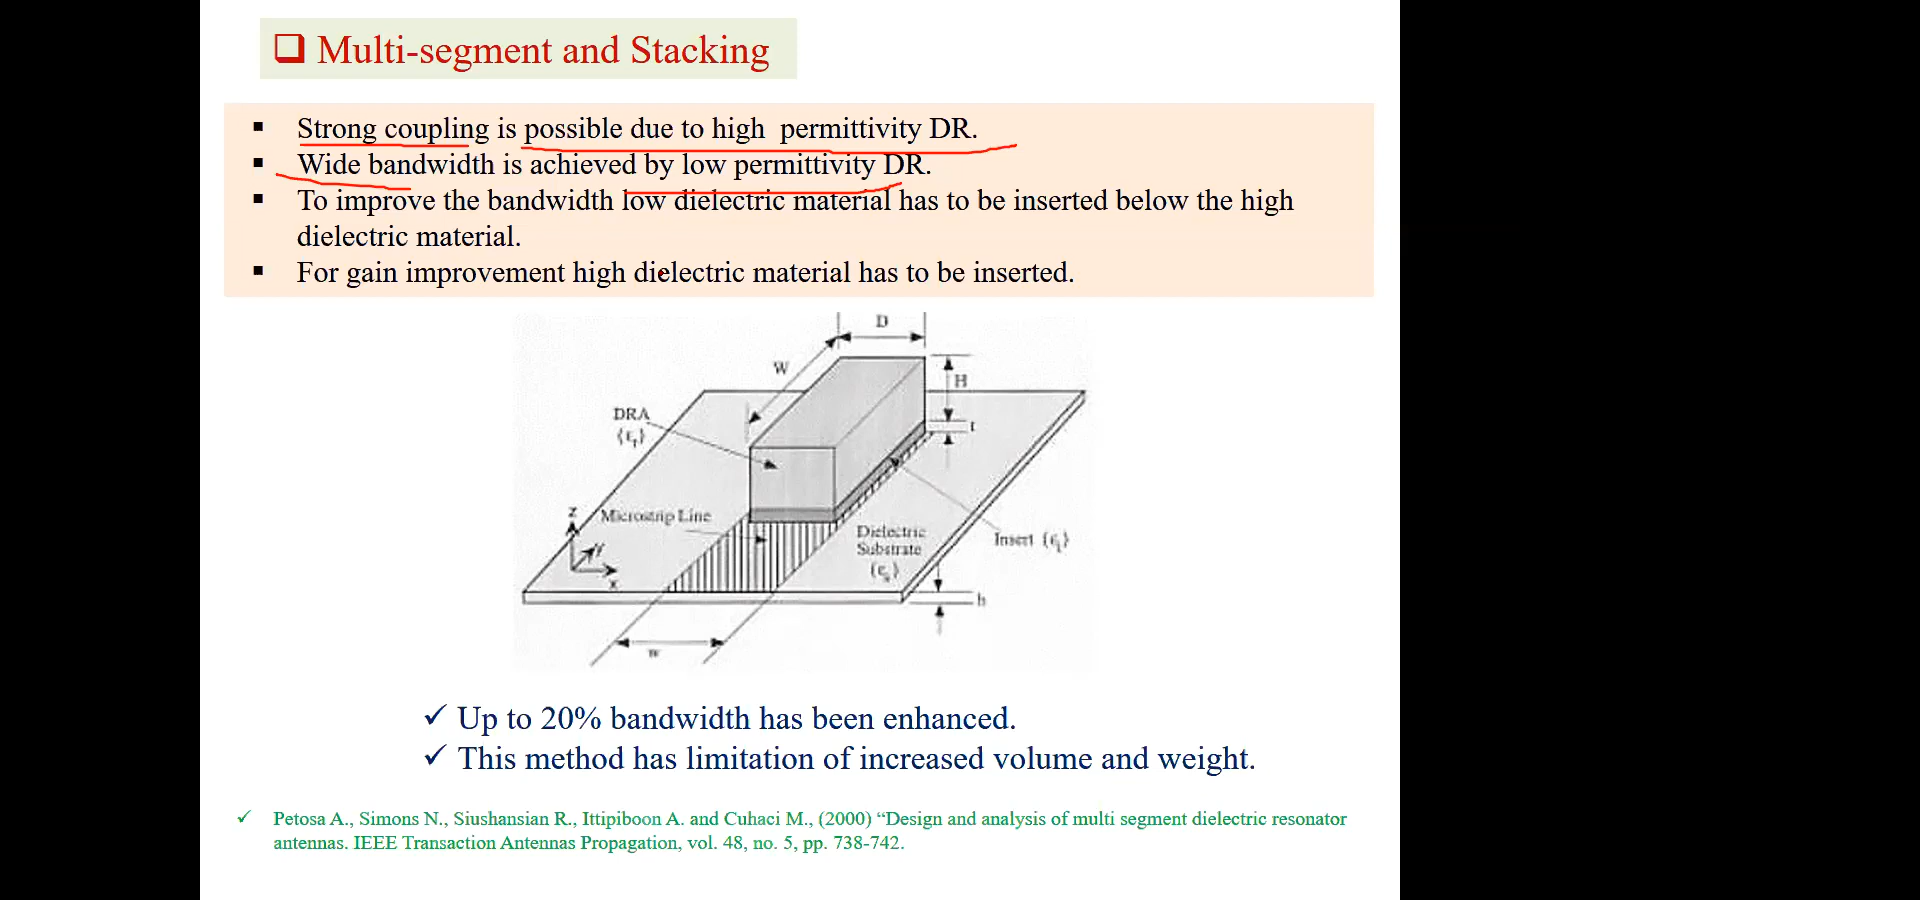 ❑ Multi-segment and Stacking
▪ Strong coupling is possible due to high permittivity DR.
▪ Wide bandwidth is achieved by low permittivity DR.
▪ To improve the bandwidth low dielectric material has to be inserted below the high
dielectric material.
▪ For gain improvement high dielectric material has to be inserted.
D
W
H
DRA
(εr)
t
z
Microstrip Line
Y
x
Dielectric
Substrate
(εs)
Insert (εi)
h
w
✓ Up to 20% bandwidth has been enhanced.
✓ This method has limitation of increased volume and weight.
✓ Petosa A., Simons N., Siushansian R., Ittipiboon A. and Cuhaci M., (2000) “Design and analysis of multi segment dielectric resonator
antennas. IEEE Transaction Antennas Propagation, vol. 48, no. 5, pp. 738-742.